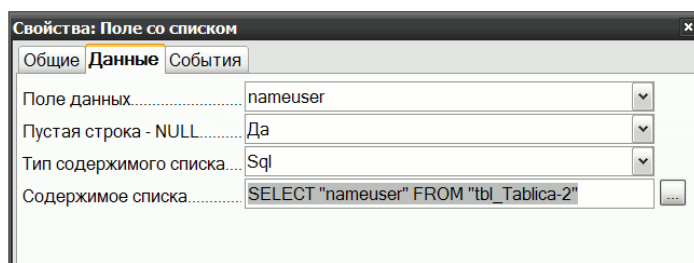 Свойства: Поле со списком
Общие Данные События
Поле данных........................ nameuser
Пустая строка - NULL......... Да
Тип содержимого списка.... Sql
Содержимое списка............ SELECT "nameuser" FROM "tbl_Tablica-2" ...